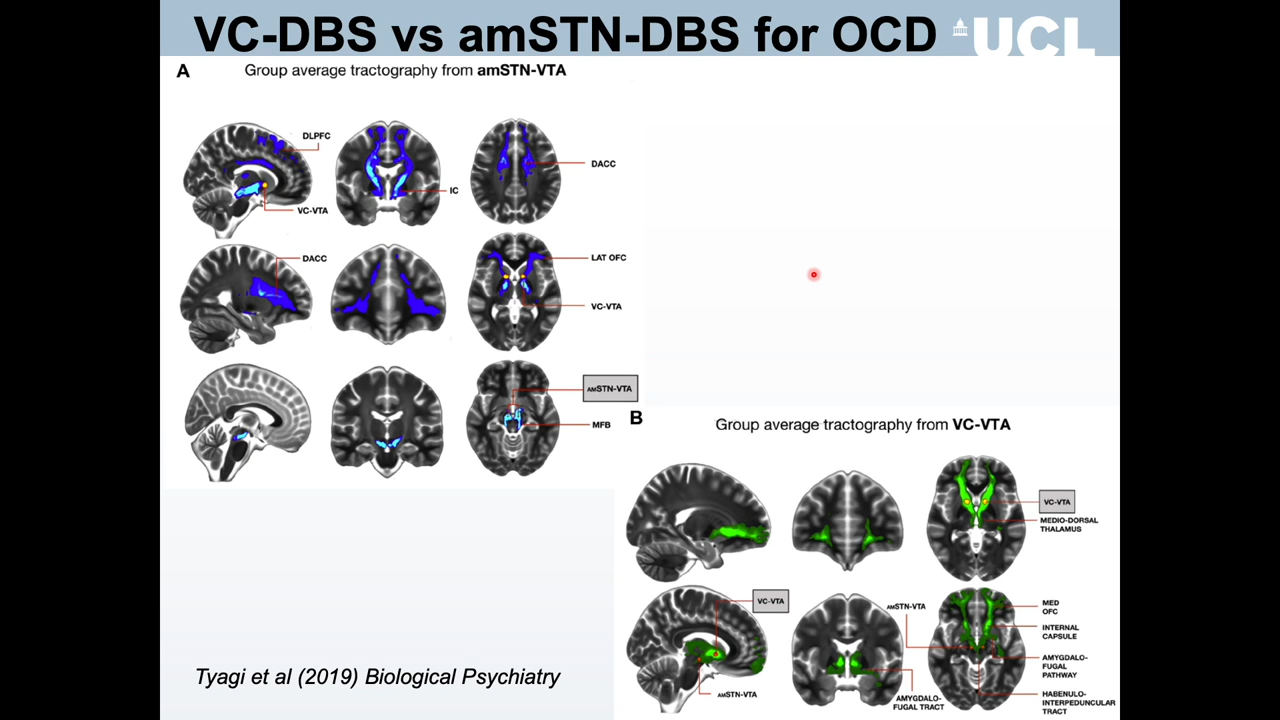 VC-DBS vs amSTN-DBS for OCD
UCL
A
Group average tractography from amSTN-VTA
DLPFC
VC-VTA
IC
DACC
DACC
LAT OFC
VC-VTA
AMSTN-VTA
MFB
B
Group average tractography from VC-VTA
VC-VTA
MEDIO-DORSAL
THALAMUS
VC-VTA
AMSTN-VTA
AMSTN-VTA
AMYGDALO-
FUGAL TRACT
MED
OFC
INTERNAL
CAPSULE
AMYGDALO-
FUGAL
PATHWAY
HABENULO-
INTERPEDUNCULAR
TRACT
Tyagi et al (2019) Biological Psychiatry